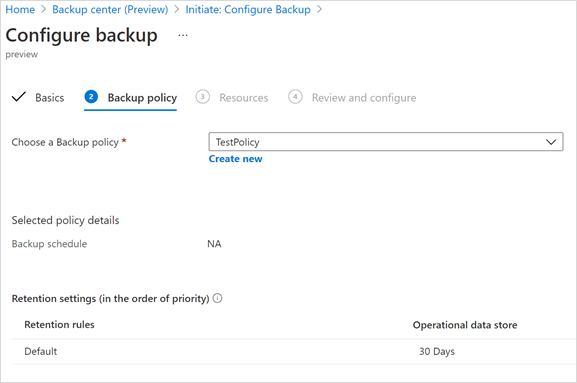 Home > Backup center (Preview) > Initiate: Configure Backup >
Configure backup ...
preview
Basics 2 Backup policy 3 Resources 4 Review and configure
Choose a Backup policy * TestPolicy
Create new
Selected policy details
Backup schedule NA
Retention settings (in the order of priority)
Retention rules Operational data store
Default 30 Days